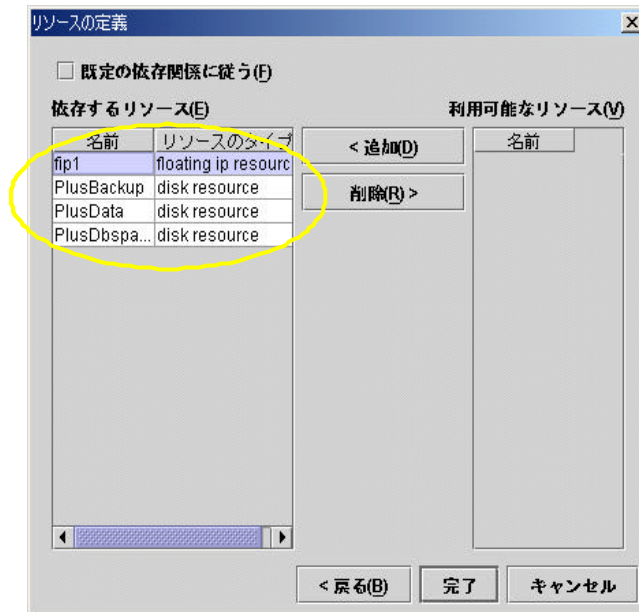 リソースの定義
既定の依存関係に従う(F)
依存するリソース(E)
利用可能なリソース(V)
名前 リソースのタイプ
< 追加(D)
名前
fip1 floating ip resourc
削除(R) >
PlusBackup disk resource
PlusData disk resource
PlusDbspa... disk resource
< 戻る(B) 完了 キャンセル